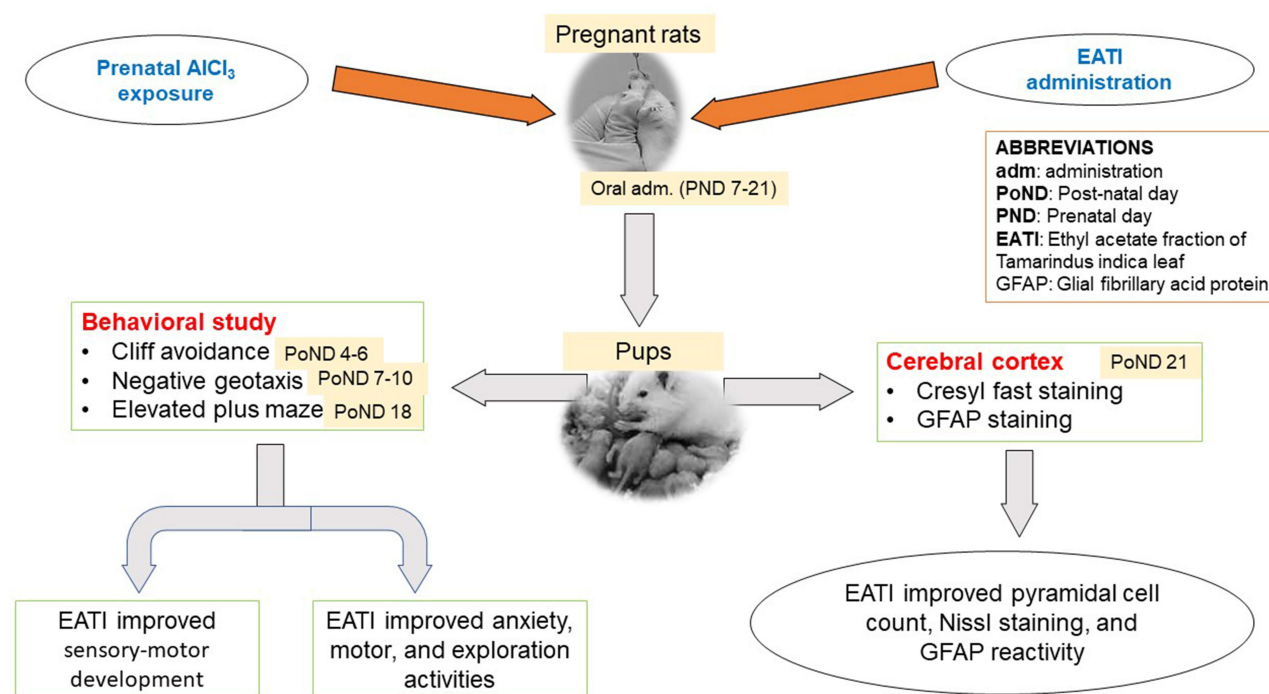 Pregnant rats
Prenatal AlCl₃
exposure
EATI
administration
Oral adm. (PND 7-21)
ABBREVIATIONS
adm: administration
PoND: Post-natal day
PND: Prenatal day
EATI: Ethyl acetate fraction of
Tamarindus indica leaf
GFAP: Glial fibrillary acid protein
Behavioral study
• Cliff avoidance PoND 4-6
• Negative geotaxis PoND 7-10
• Elevated plus maze PoND 18
Pups
Cerebral cortex PoND 21
• Cresyl fast staining
• GFAP staining
EATI improved
sensory-motor
development
EATI improved anxiety,
motor, and exploration
activities
EATI improved pyramidal cell
count, Nissl staining, and
GFAP reactivity